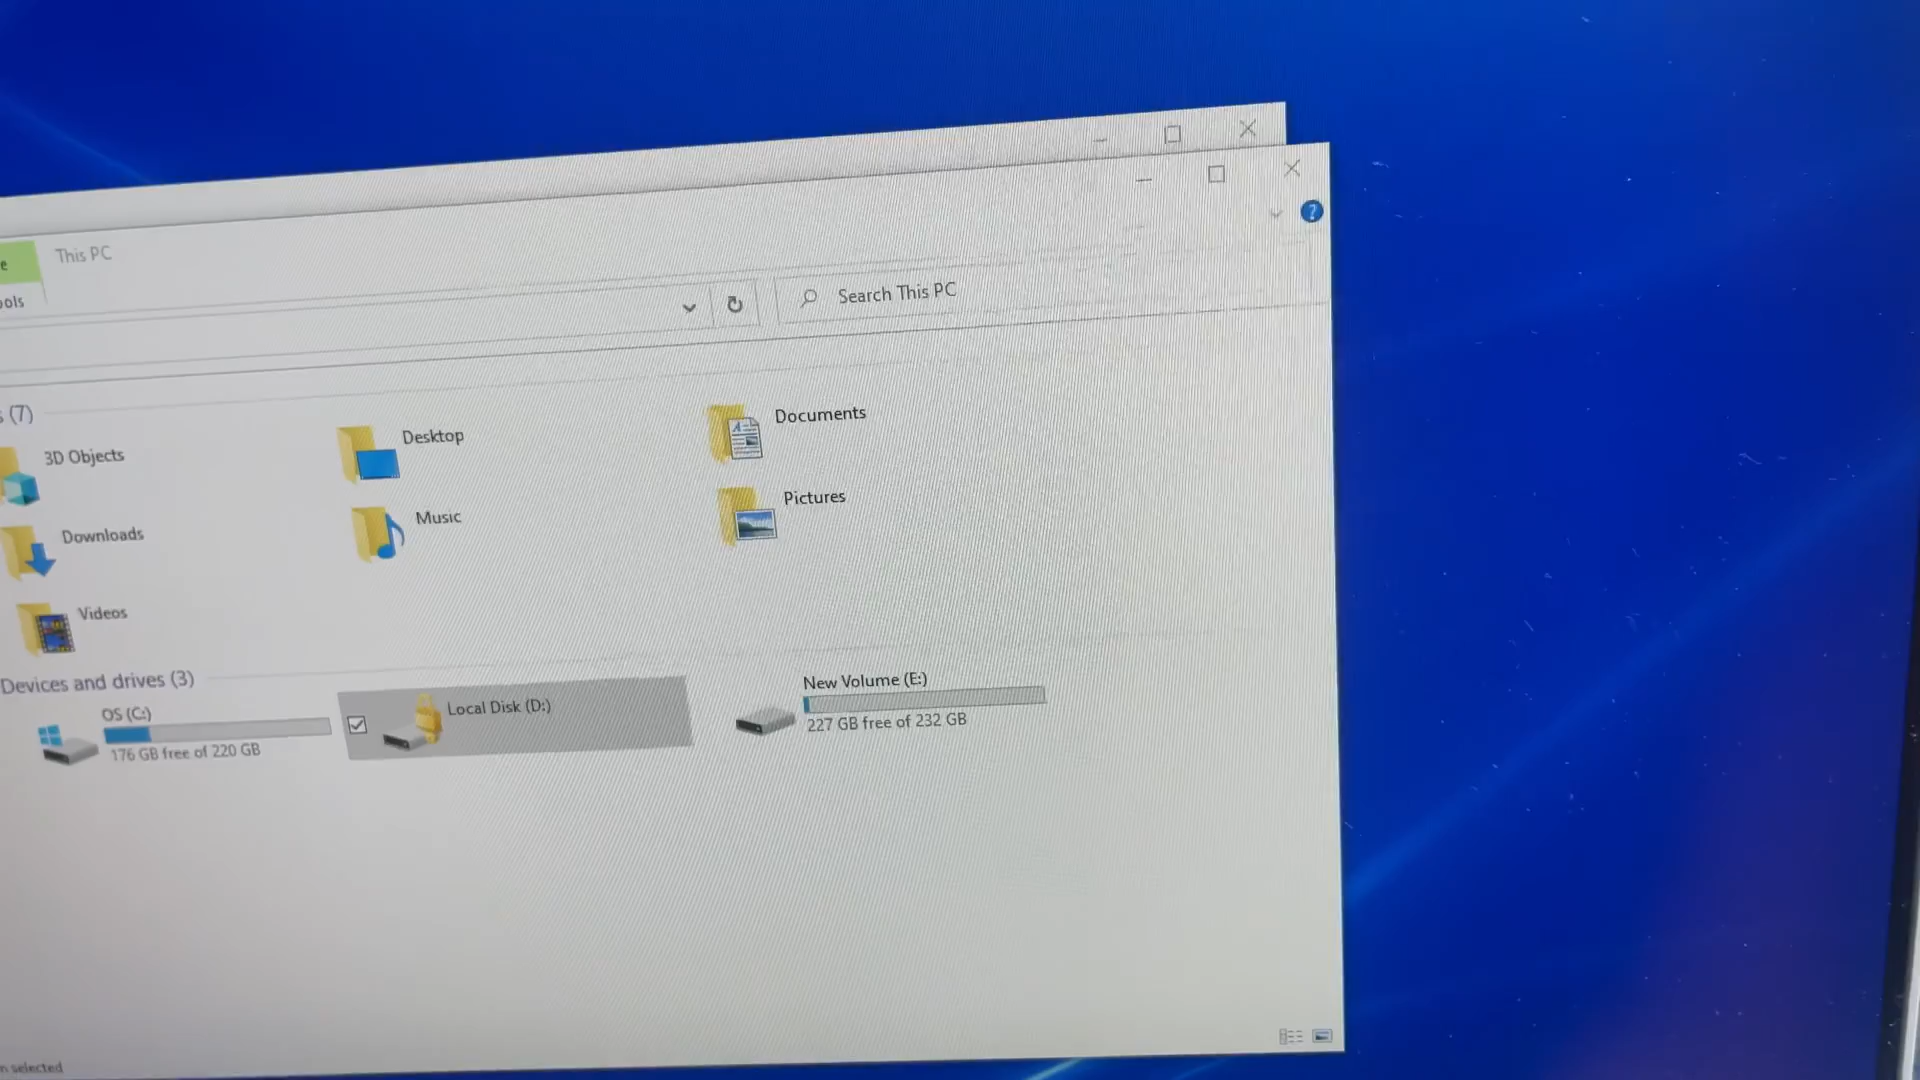 This PC
ools
Search This PC
s (7)
3D Objects
Desktop
Documents
Downloads
Music
Pictures
Videos
Devices and drives (3)
OS (C:)
176 GB free of 220 GB
Local Disk (D:)
New Volume (E:)
227 GB free of 232 GB
selected